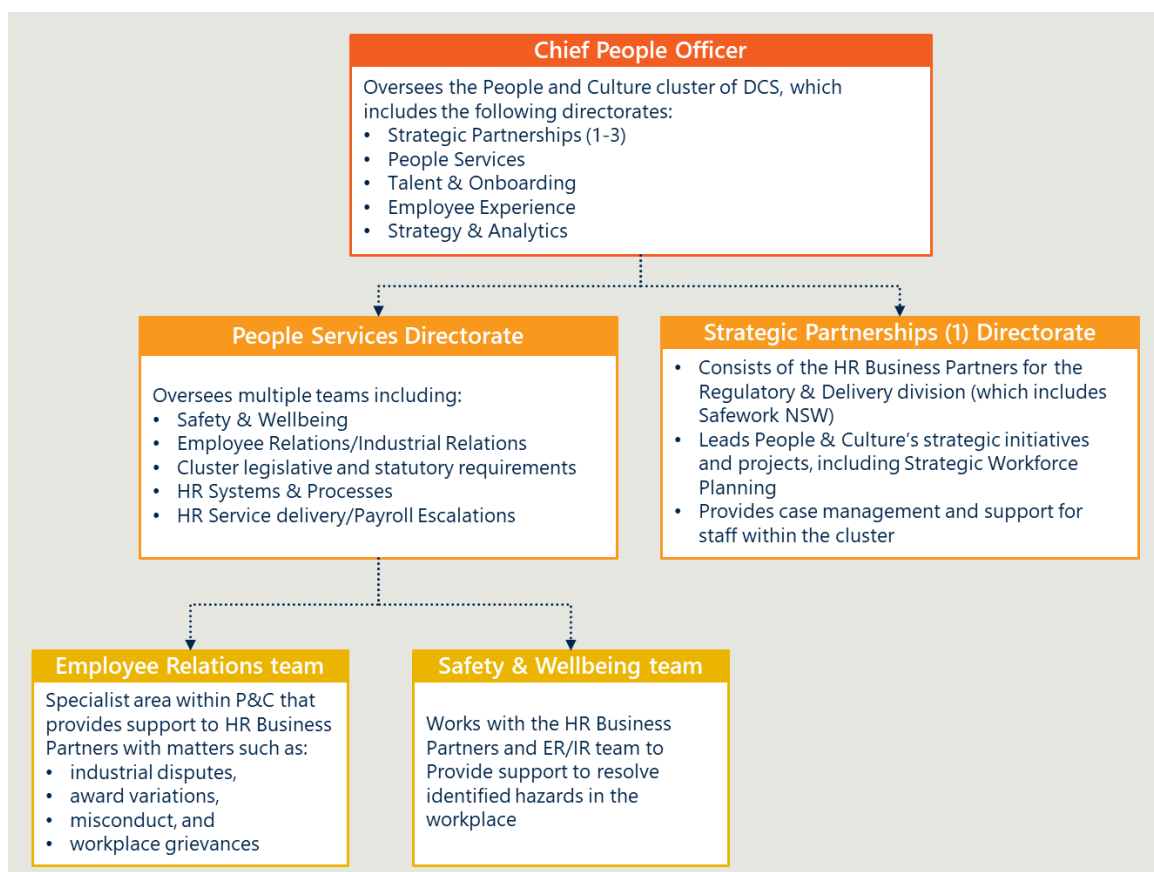 Chief People Officer
Oversees the People and Culture cluster of DCS, which
includes the following directorates:
• Strategic Partnerships (1-3)
• People Services
• Talent & Onboarding
• Employee Experience
• Strategy & Analytics
People Services Directorate
Oversees multiple teams including:
• Safety & Wellbeing
• Employee Relations/Industrial Relations
• Cluster legislative and statutory requirements
• HR Systems & Processes
• HR Service delivery/Payroll Escalations
Strategic Partnerships (1) Directorate
• Consists of the HR Business Partners for the
Regulatory & Delivery division (which includes
Safework NSW)
• Leads People & Culture’s strategic initiatives
and projects, including Strategic Workforce
Planning
• Provides case management and support for
staff within the cluster
Employee Relations team
Specialist area within P&C that
provides support to HR Business
Partners with matters such as:
• industrial disputes,
• award variations,
• misconduct, and
• workplace grievances
Safety & Wellbeing team
Works with the HR Business
Partners and ER/IR team to
Provide support to resolve
identified hazards in the
workplace